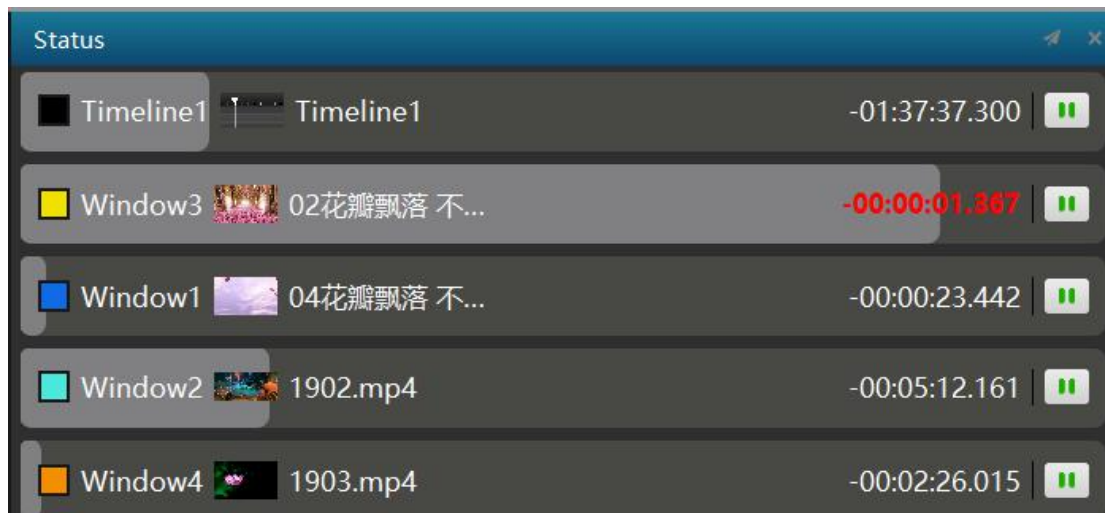 Status
Timeline1 Timeline1 -01:37:37.300
Window3 02花瓣飘落 不... -00:00:01.367
Window1 04花瓣飘落 不... -00:00:23.442
Window2 1902.mp4 -00:05:12.161
Window4 1903.mp4 -00:02:26.015